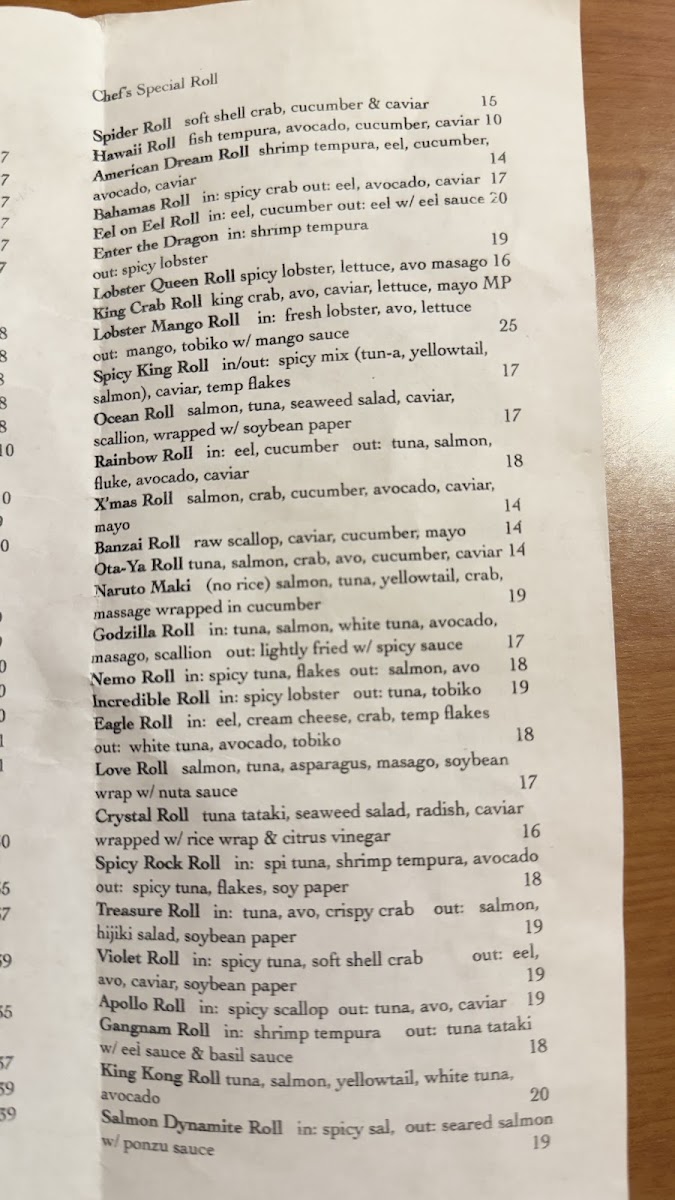 Chef's Special Roll
Spider Roll soft shell crab, cucumber & caviar 15
Hawaii Roll fish tempura, avocado, cucumber, caviar 10
American Dream Roll shrimp tempura, eel, cucumber,
avocado, caviar 14
Bahamas Roll in: spicy crab out: eel, avocado, caviar 17
Eel on Eel Roll in: eel, cucumber out: eel w/ eel sauce 20
Enter the Dragon in: shrimp tempura
out: spicy lobster 19
Lobster Queen Roll spicy lobster, lettuce, avo masago 16
King Crab Roll king crab, avo, caviar, lettuce, mayo MP
Lobster Mango Roll in: fresh lobster, avo, lettuce
out: mango, tobiko w/ mango sauce 25
Spicy King Roll in/out: spicy mix (tun-a, yellowtail,
salmon), caviar, temp flakes 17
Ocean Roll salmon, tuna, seaweed salad, caviar,
scallion, wrapped w/ soybean paper 17
Rainbow Roll in: eel, cucumber out: tuna, salmon,
fluke, avocado, caviar 18
X'mas Roll salmon, crab, cucumber, avocado, caviar,
mayo 14
Banzai Roll raw scallop, caviar, cucumber, mayo 14
Ota-Ya Roll tuna, salmon, crab, avo, cucumber, caviar 14
Naruto Maki (no rice) salmon, tuna, yellowtail, crab,
massage wrapped in cucumber 19
Godzilla Roll in: tuna, salmon, white tuna, avocado,
masago, scallion out: lightly fried w/ spicy sauce 17
Nemo Roll in: spicy tuna, flakes out: salmon, avo 18
Incredible Roll in: spicy lobster out: tuna, tobiko 19
Eagle Roll in: eel, cream cheese, crab, temp flakes
out: white tuna, avocado, tobiko 18
Love Roll salmon, tuna, asparagus, masago, soybean
wrap w/ nuta sauce 17
Crystal Roll tuna tataki, seaweed salad, radish, caviar
wrapped w/ rice wrap & citrus vinegar 16
Spicy Rock Roll in: spi tuna, shrimp tempura, avocado
out: spicy tuna, flakes, soy paper 18
Treasure Roll in: tuna, avo, crispy crab out: salmon,
hijiki salad, soybean paper 19
Violet Roll in: spicy tuna, soft shell crab out: eel,
avo, caviar, soybean paper 19
Apollo Roll in: spicy scallop out: tuna, avo, caviar 19
Gangnam Roll in: shrimp tempura out: tuna tataki
w/ eel sauce & basil sauce 18
King Kong Roll tuna, salmon, yellowtail, white tuna,
avocado 20
Salmon Dynamite Roll in: spicy sal, out: seared salmon
w/ ponzu sauce 19